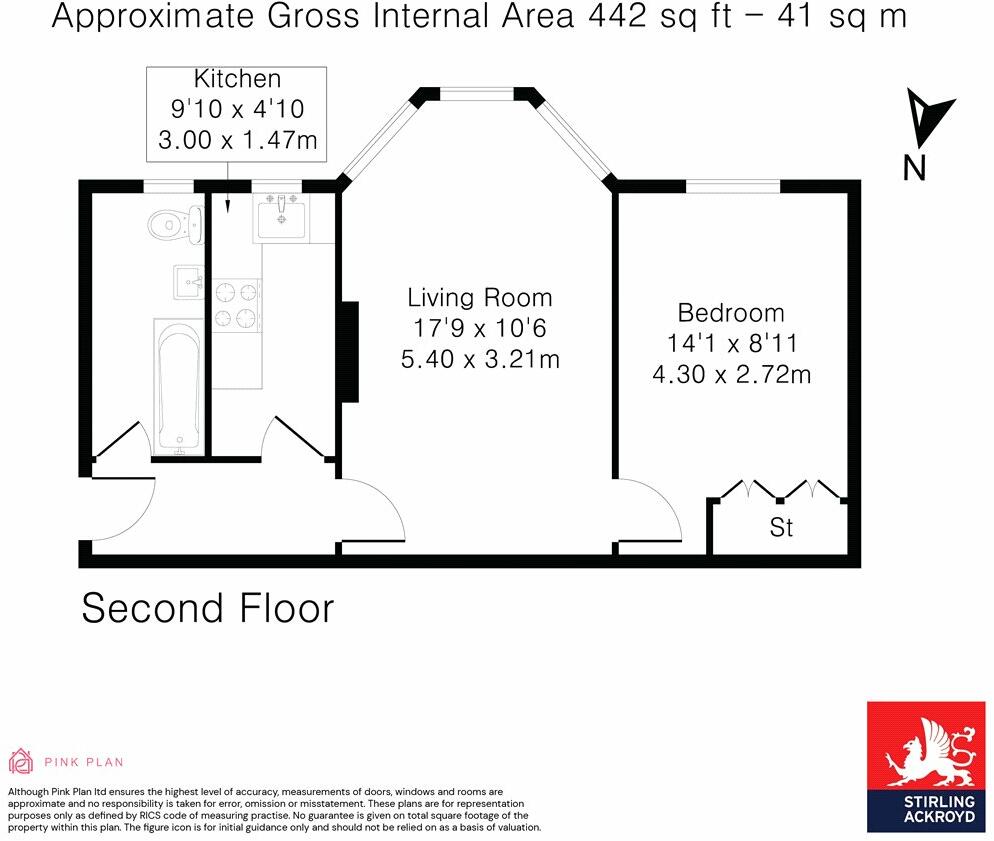 Approximate Gross Internal Area 442 sq ft – 41 sq m
Kitchen
9'10 x 4'10
3.00 x 1.47m
N
Living Room
17'9 x 10'6
5.40 x 3.21m
Bedroom
14'1 x 8'11
4.30 x 2.72m
St
Second Floor
PINK PLAN
Although Pink Plan ltd ensures the highest level of accuracy, measurements of doors, windows and rooms are
approximate and no responsibility is taken for error, omission or misstatement. These plans are for representation
purposes only as defined by RICS code of measuring practise. No guarantee is given on total square footage of the
property within this plan. The figure icon is for initial guidance only and should not be relied on as a basis of valuation.
STIRLING
ACKROYD